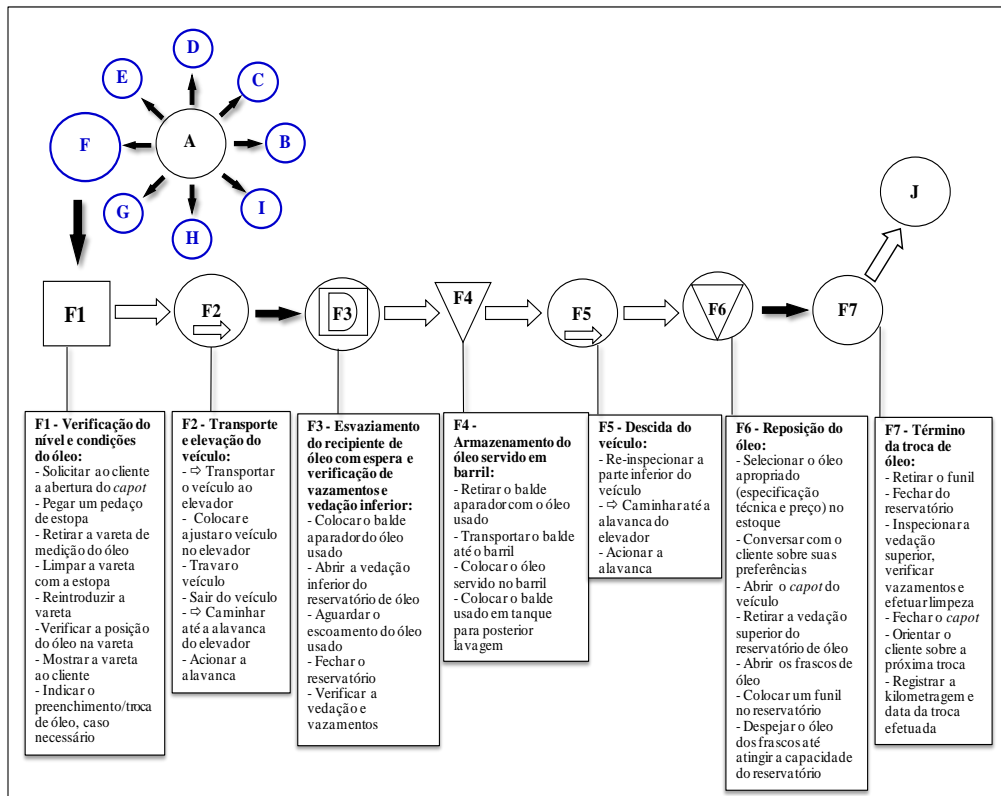 D
E
C
F
A
B
G
I
H
J
F1
F2
F3
F4
F5
F6
F7
F1 - Verificação do
nível e condições
do óleo:
- Solicitar ao cliente
a abertura do capot
- Pegar um pedaço
de estopa
- Retirar a vareta de
medição do óleo
- Limpar a vareta
com a estopa
- Reintroduzir a
vareta
-Verificar a posição
do óleo na vareta
- Mostrar a vareta
ao cliente
- Indicar o
preenchimento/troca
de óleo, caso
necessário
F2 - Transporte
e elevação do
veículo:
- ⇨ Transportar
o veículo ao
elevador
- Colocar e
ajustar o veículo
no elevador
- Travar o
veículo
- Sair do veículo
- ⇨ Caminhar
até a alavanca
do elevador
- Acionar a
alavanca
F3 - Esvaziamento
do recipiente de
óleo com espera e
verificação de
vazamentos e
vedação inferior:
- Colocar o balde
aparador do óleo
usado
- Abrir a vedação
inferior do
reservatório de óleo
- Aguardar o
escoamento do óleo
usado
- Fechar o
reservatório
- Verificar a
vedação e
vazamentos
F4 -
Armazenamento do
óleo servido em
barril:
- Retirar o balde
aparador com o óleo
usado
- Transportar o balde
até o barril
- Colocar o óleo
servido no barril
- Colocar o balde
usado em tanque
para posterior
lavagem
F5 - Descida do
veículo:
- Re-inspecionar a
parte inferior do
veículo
- ⇨ Caminhar até a
alavanca do
elevador
- Acionar a
alavanca
F6 - Reposição do
óleo:
- Selecionar o óleo
apropriado
(especificação
técnica e preço) no
estoque
- Conversar com o
cliente sobre suas
preferências
- Abrir o capot do
veículo
- Retirar a vedação
superior do
reservatório de óleo
- Abrir os frascos de
óleo
- Colocar um funil
no reservatório
- Despejar o óleo
dos frascos até
atingir a capacidade
do reservatório
F7 - Término
da troca de
óleo:
- Retirar o funil
- Fechar do
reservatório
- Inspecionar a
vedação
superior,
verificar
vazamentos e
efetuar limpeza
- Fechar o capot
- Orientar o
cliente sobre a
próxima troca
- Registrar a
kilometragem e
data da troca
efetuada